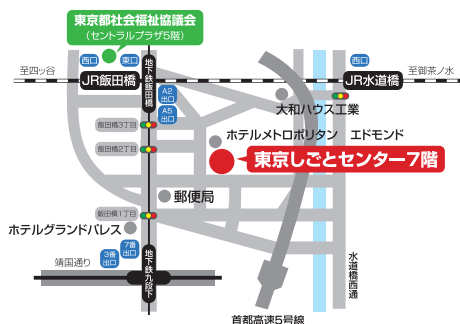 東京都社会福祉協議会
（セントラルプラザ5階）
西口
東口
西口
至四ッ谷
JR飯田橋
地下鉄飯田橋
JR水道橋
至御茶ノ水
A2
出口
A5
出口
大和ハウス工業
飯田橋3丁目
ホテルメトロポリタン エドモンド
飯田橋2丁目
東京しごとセンター7階
郵便局
飯田橋1丁目
ホテルグランドパレス
7番
出口
3番
出口
靖国通り
地下鉄九段下
水道橋西通
首都高速5号線